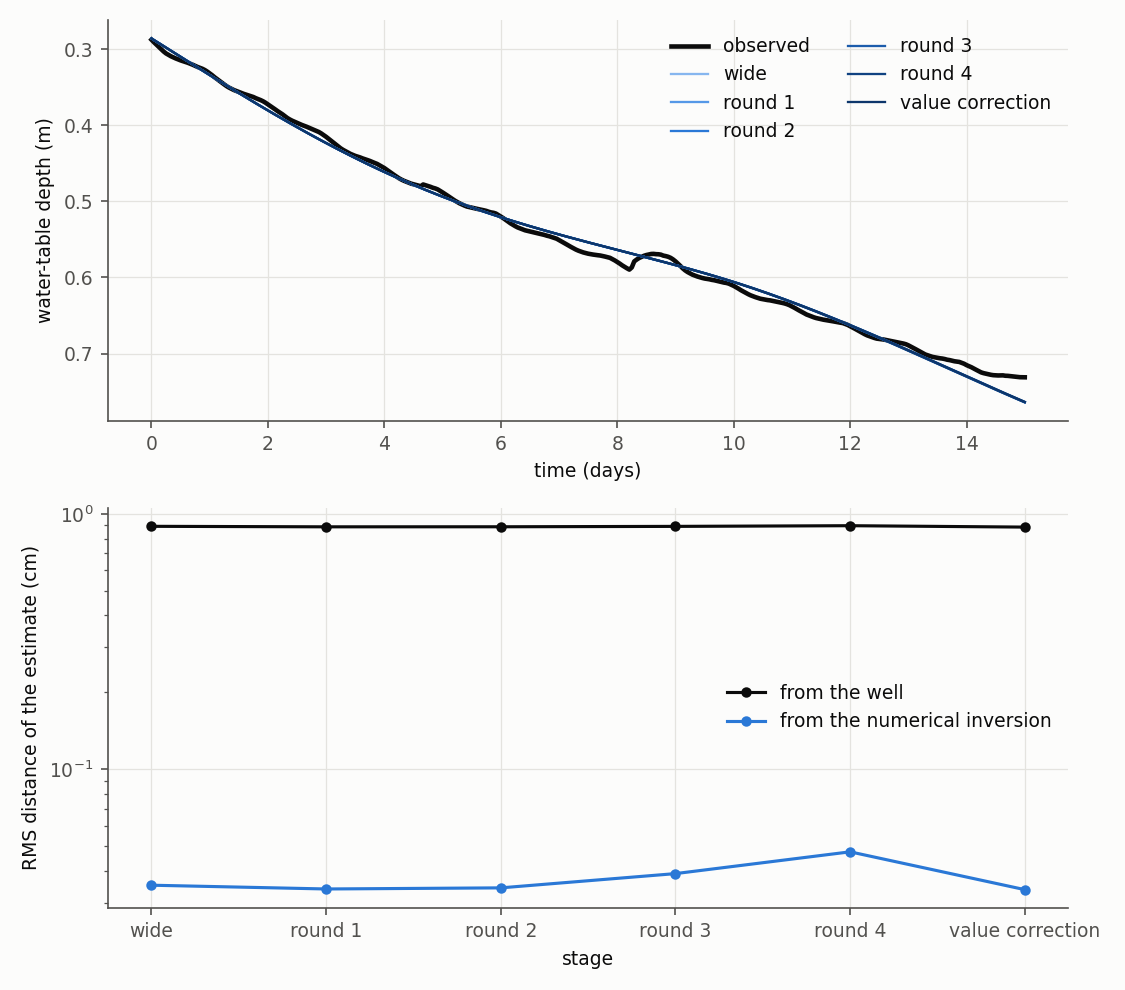 0.3
0.4
0.5
0.6
0.7
water-table depth (m)
observed
wide
round 1
round 2
round 3
round 4
value correction
0 2 4 6 8 10 12 14
time (days)
10⁰
10⁻¹
RMS distance of the estimate (cm)
from the well
from the numerical inversion
wide round 1 round 2 round 3 round 4 value correction
stage